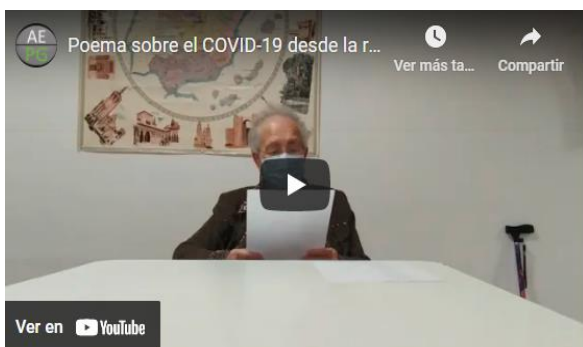 AE
PG
Poema sobre el COVID-19 desde la r...
Ver más ta...
Compartir
Ver en YouTube